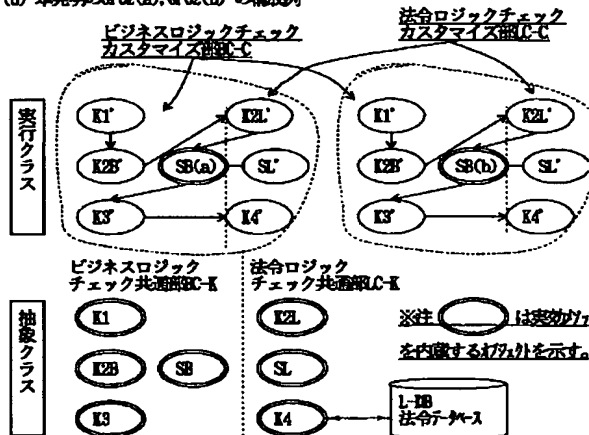 ビジネスロジックチェック
カスタマイズ部BC-C
法令ロジックチェック
カスタマイズ部LC-C
実行クラス
K1'
K2L'
K2B'
SB(a)
SL'
K3'
K4'
K1'
K2L'
K2B'
SB(b)
SL'
K3'
K4'
ビジネスロジック
チェック共通部BC-K
法令ロジック
チェック共通部LC-K
抽象クラス
K1
K2L
K2B
SB
SL
K3
K4
※注
は実効
を内蔵するオブジェクトを示す。
L-DB
法令データベース